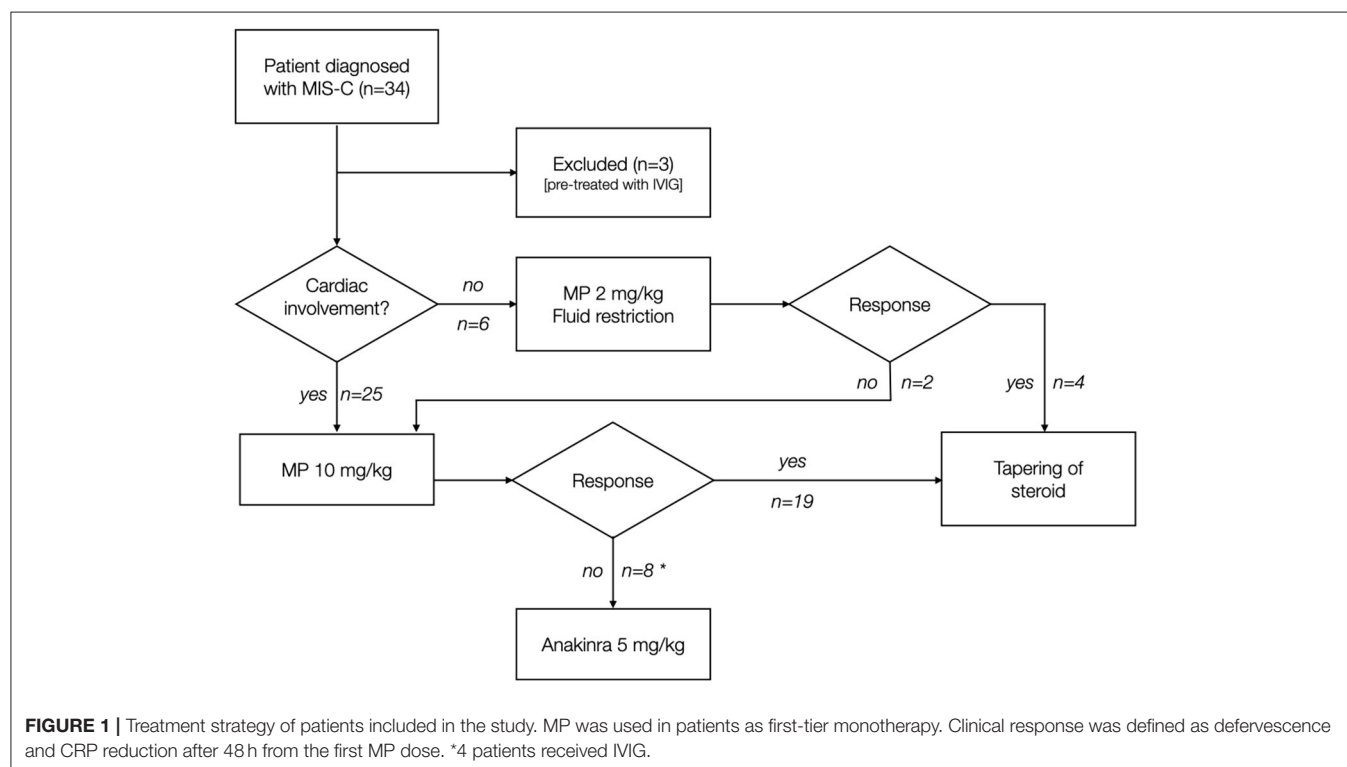 Patient diagnosed
with MIS-C (n=34)
Excluded (n=3)
[pre-treated with IVIG]
Cardiac
involvement?
no
n=6
MP 2 mg/kg
Fluid restriction
Response
yes n=25
no n=2
yes n=4
MP 10 mg/kg
Response
yes
n=19
Tapering of
steroid
no n=8 *
Anakinra 5 mg/kg
FIGURE 1 | Treatment strategy of patients included in the study. MP was used in patients as first-tier monotherapy. Clinical response was defined as defervescence
and CRP reduction after 48 h from the first MP dose. *4 patients received IVIG.